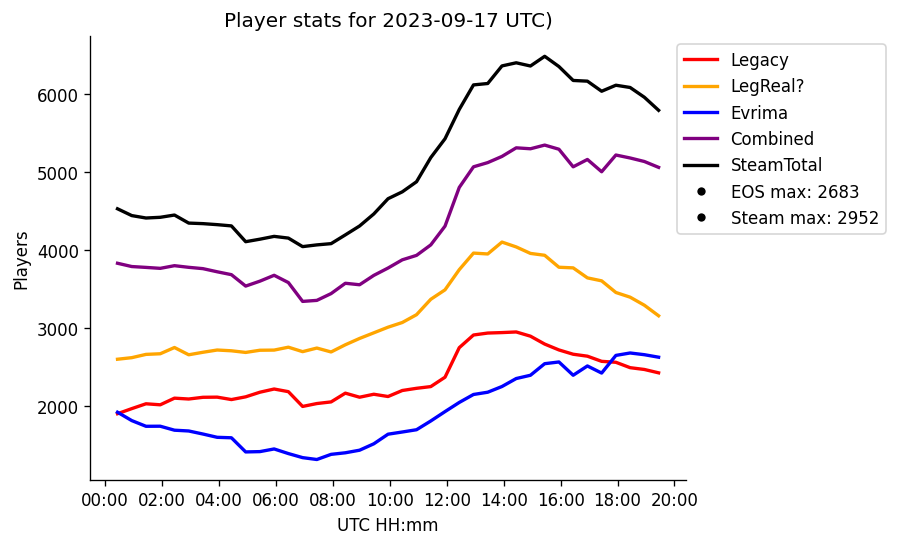 Player stats for 2023-09-17 UTC)
Legacy
LegReal?
Evrima
Combined
SteamTotal
EOS max: 2683
Steam max: 2952
Players
6000
5000
4000
3000
2000
00:00 02:00 04:00 06:00 08:00 10:00 12:00 14:00 16:00 18:00 20:00
UTC HH:mm